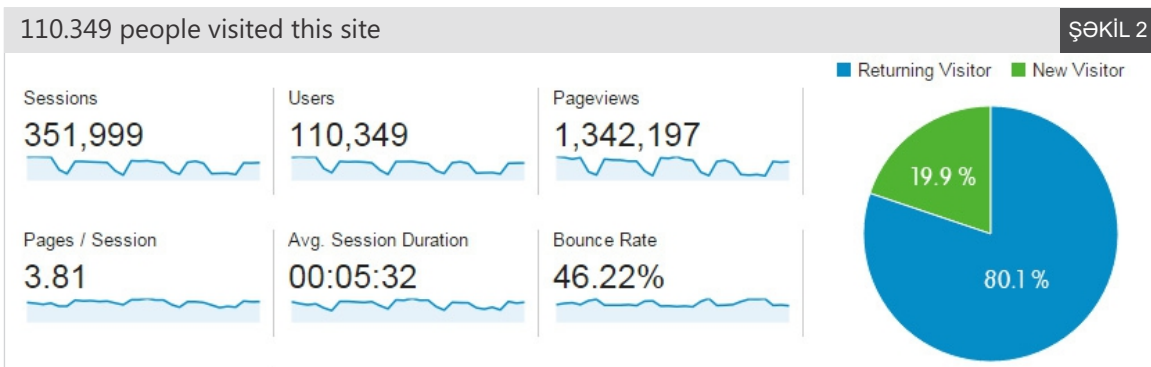 110.349 people visited this site
ŞƏKİL 2
Returning Visitor New Visitor
Sessions
351,999
Users
110,349
Pageviews
1,342,197
Pages / Session
3.81
Avg. Session Duration
00:05:32
Bounce Rate
46.22%
19.9 %
80.1 %